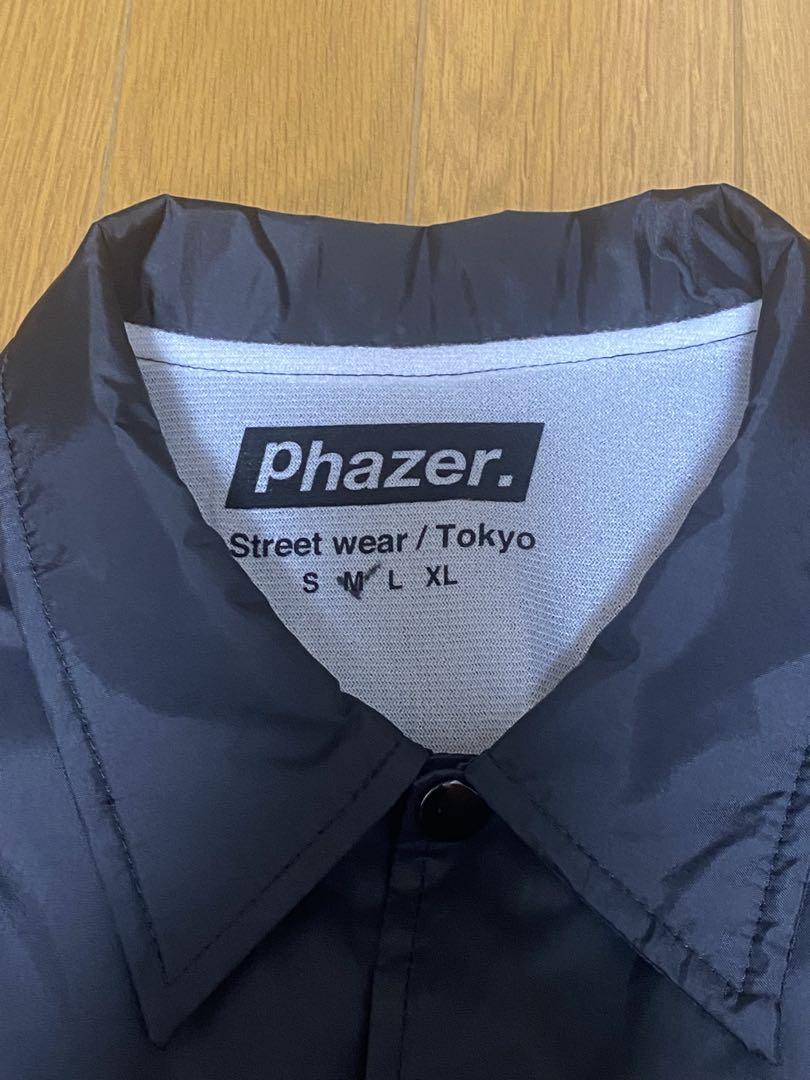 Phazer.
Street wear / Tokyo
S M L XL